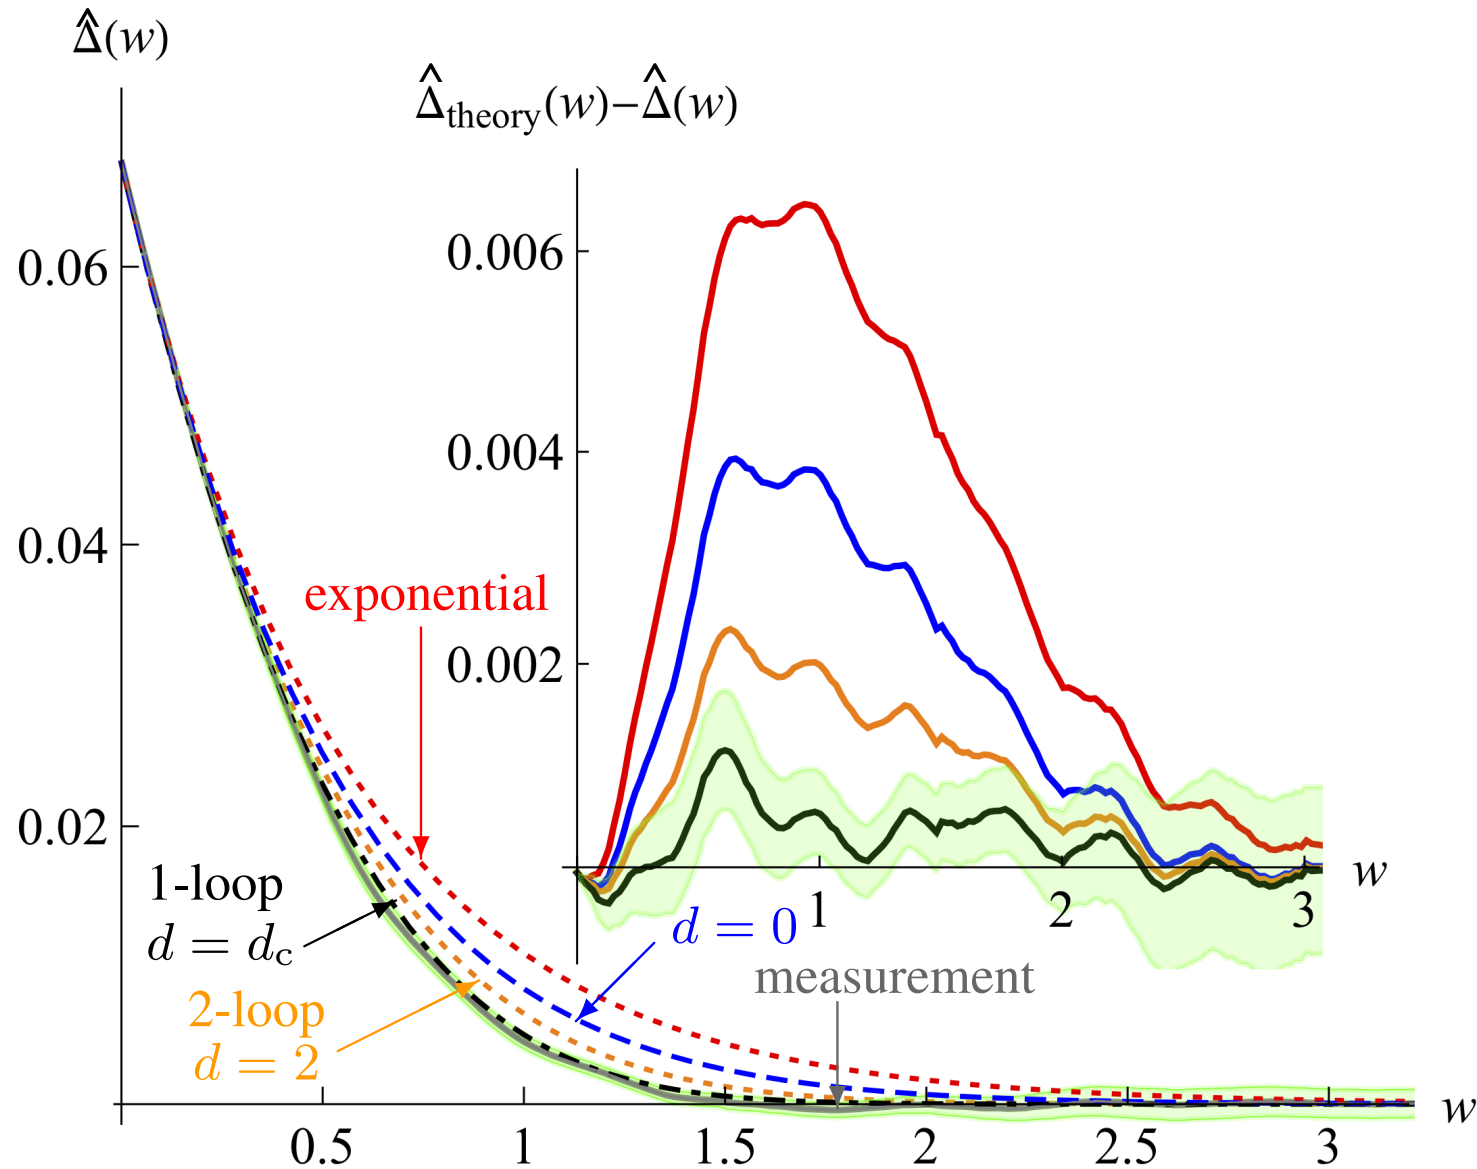 Δ̂̂(w)
Δ̂theory(w)−Δ̂(w)
0.06
0.04
0.02
0.006
0.004
0.002
exponential
1-loop
d = dc
2-loop
d = 2
d = 0
measurement
1
2
3
w
0.5
1
1.5
2
2.5
3
w